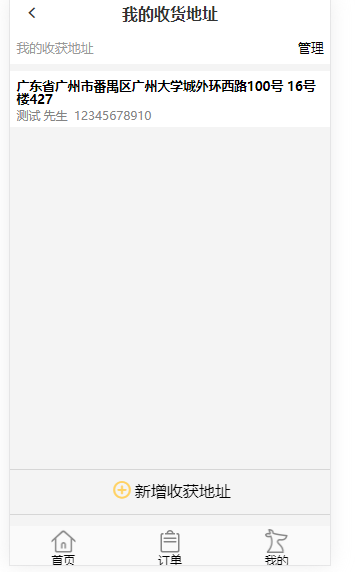 我的收货地址
我的收获地址 管理
广东省广州市番禺区广州大学城外环西路100号 16号
楼427
测试 先生 12345678910
新增收获地址
首页 订单 我的